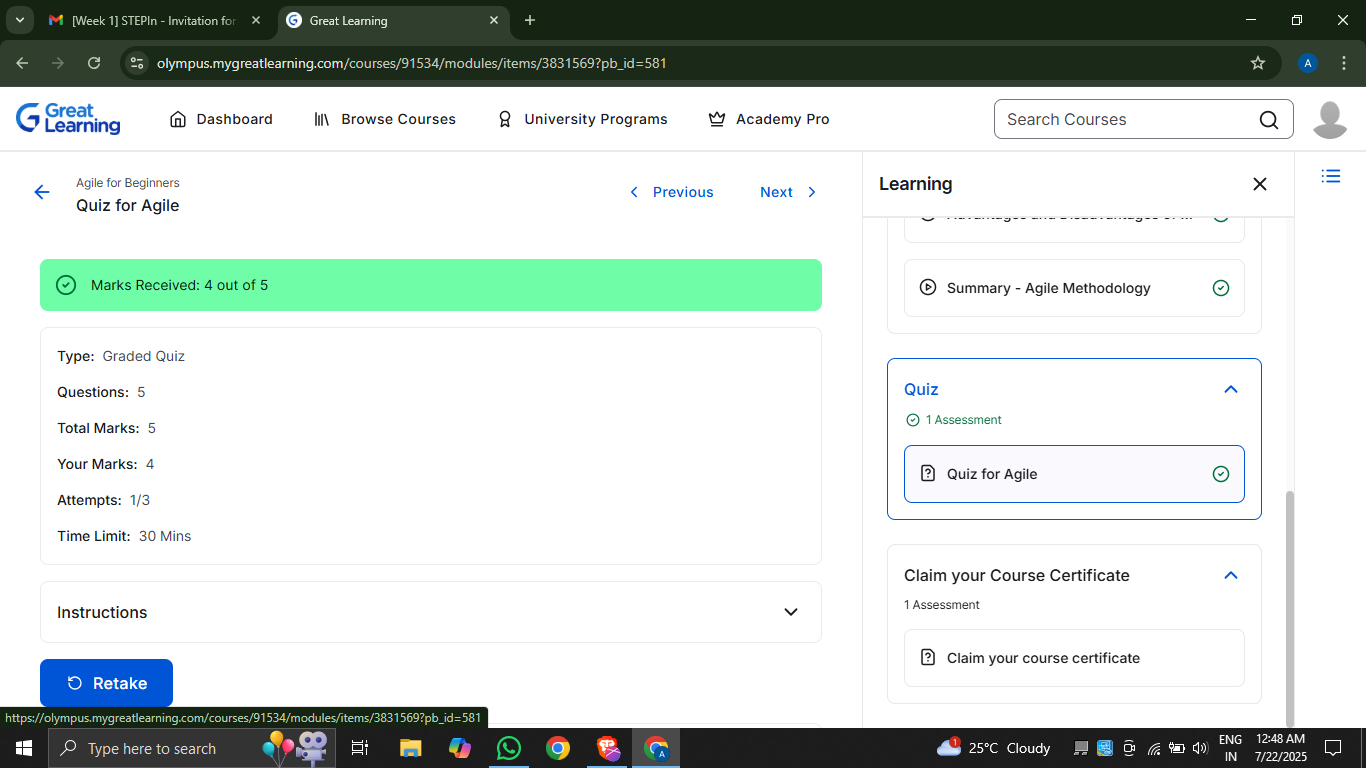 [Week 1] STEPIn - Invitation for
Great Learning
olympus.mygreatlearning.com/courses/91534/modules/items/3831569?pb_id=581
A
Great Learning
Dashboard
Browse Courses
University Programs
Academy Pro
Search Courses
Agile for Beginners
Quiz for Agile
Previous
Next
Marks Received: 4 out of 5
Type: Graded Quiz
Questions: 5
Total Marks: 5
Your Marks: 4
Attempts: 1/3
Time Limit: 30 Mins
Instructions
Retake
Learning
Advantages and Disadvantages of ...
Summary - Agile Methodology
Quiz
1 Assessment
Quiz for Agile
Claim your Course Certificate
1 Assessment
Claim your course certificate
https://olympus.mygreatlearning.com/courses/91534/modules/items/3831569?pb_id=581
Type here to search
A
1
25°C Cloudy
ENG
IN
12:48 AM
7/22/2025